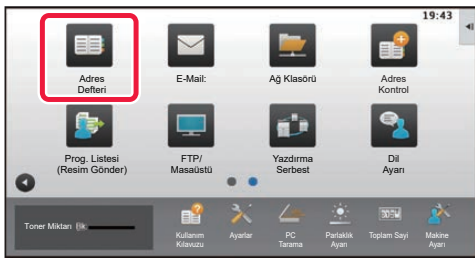 19:43
Adres
Defteri
E-Mail:
Ağ Klasörü
Adres
Kontrol
Prog. Listesi
(Resim Gönder)
FTP/
Masaüstü
Yazdırma
Serbest
Dil
Ayarı
Toner Miktarı
Kullanım
Kılavuzu
Ayarlar
PC
Tarama
Parlaklık
Ayarı
Toplam Sayi
Makine
Ayarı